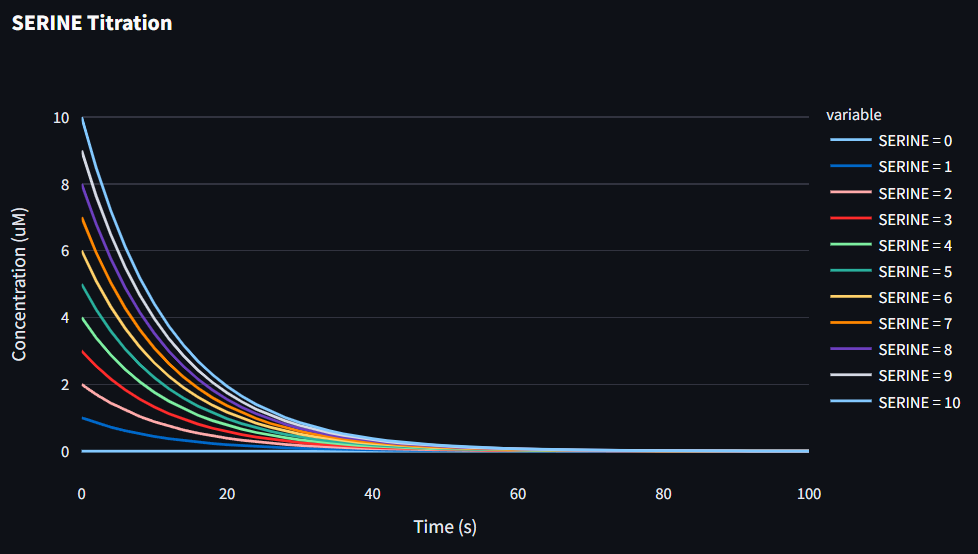 SERINE Titration
10
8
6
4
2
0
Concentration (uM)
0 20 40 60 80 100
Time (s)
variable
SERINE = 0
SERINE = 1
SERINE = 2
SERINE = 3
SERINE = 4
SERINE = 5
SERINE = 6
SERINE = 7
SERINE = 8
SERINE = 9
SERINE = 10